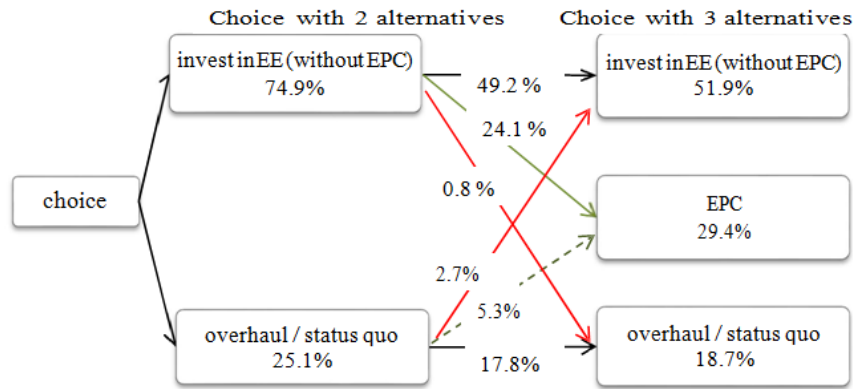 Choice with 2 alternatives
Choice with 3 alternatives
invest in EE (without EPC)
74.9%
49.2 %
invest in EE (without EPC)
51.9%
24.1 %
choice
0.8 %
EPC
29.4%
2.7%
5.3%
overhaul / status quo
25.1%
17.8%
overhaul / status quo
18.7%